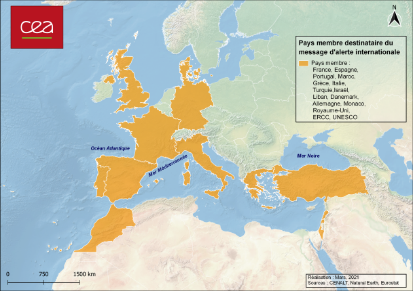 cea
N
Pays membre destinataire du
message d'alerte internationale
Pays membre :
France, Espagne,
Portugal, Maroc,
Grèce, Italie,
Turquie,Israël,
Liban, Danemark,
Allemagne, Monaco,
Royaume-Uni,
ERCC, UNESCO
Océan Atlantique
Mer Noire
Mer Méditerranée
0 750 1500 km
Réalisation : Mars, 2021
Sources : CENALT, Natural Earth, Eurostat